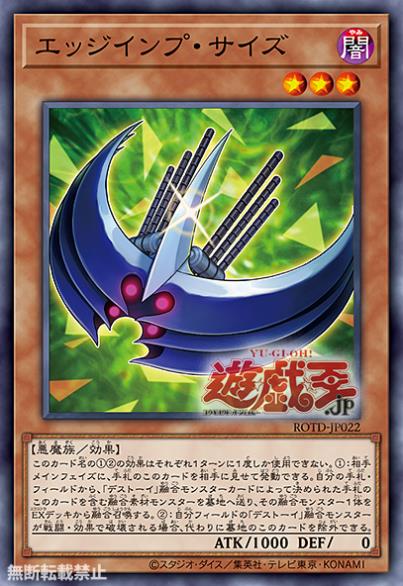 エッジインプ・サイズ
闇
やみ
YU-GI-OH!
遊戯王
.JP
ROTD-JP022
【悪魔族/効果】
このカード名の①②の効果はそれぞれ1ターンに1度しか使用できない。①:相手
メインフェイズに、手札のこのカードを相手に見せて発動できる。自分の手札・
フィールドから、「デストーイ」融合モンスターカードによって決められた手札の
このカードを含む融合素材モンスターを墓地へ送り、その融合モンスター1体を
EXデッキから融合召喚する。②:自分フィールドの「デストーイ」モンスター
が戦闘・効果で破壊される場合、代わりに墓地のこのカードを除外できる。
ATK/1000 DEF/ 0
無断転載禁止
©スタジオ・ダイス/集英社・テレビ東京・KONAMI